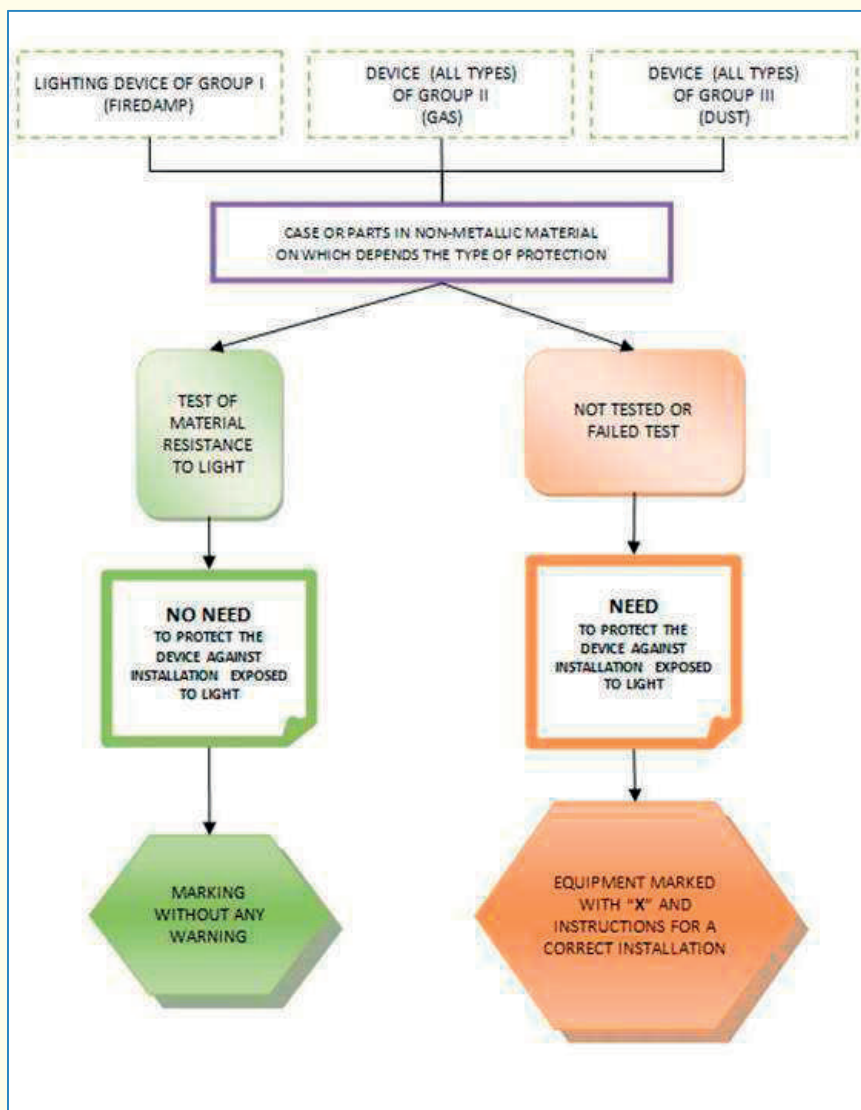 LIGHTING DEVICE OF GROUP I
(FIREDAMP)
DEVICE (ALL TYPES)
OF GROUP II
(GAS)
DEVICE (ALL TYPES)
OF GROUP III
(DUST)
CASE OR PARTS IN NON-METALLIC MATERIAL
ON WHICH DEPENDS THE TYPE OF PROTECTION
TEST OF
MATERIAL
RESISTANCE
TO LIGHT
NOT TESTED OR
FAILED TEST
NO NEED
TO PROTECT THE
DEVICE AGAINST
INSTALLATION EXPOSED
TO LIGHT
NEED
TO PROTECT THE
DEVICE AGAINST
INSTALLATION EXPOSED
TO LIGHT
MARKING
WITHOUT ANY
WARNING
EQUIPMENT MARKED
WITH "X" AND
INSTRUCTIONS FOR A
CORRECT INSTALLATION